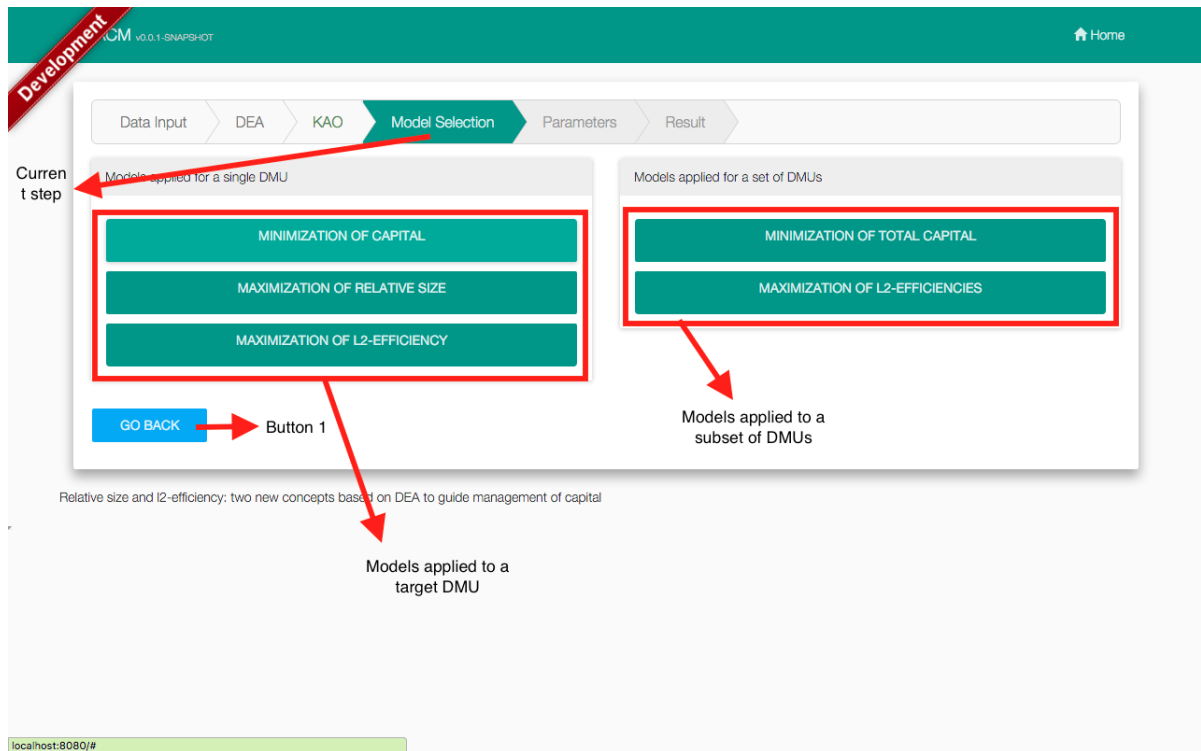 Development
CM v0.0.1-SNAPSHOT
Home
Data Input
DEA
KAO
Model Selection
Parameters
Result
Curren
t step
Models applied for a single DMU
Models applied for a set of DMUs
MINIMIZATION OF CAPITAL
MINIMIZATION OF TOTAL CAPITAL
MAXIMIZATION OF RELATIVE SIZE
MAXIMIZATION OF L2-EFFICIENCIES
MAXIMIZATION OF L2-EFFICIENCY
GO BACK
Button 1
Models applied to a
subset of DMUs
Relative size and l2-efficiency: two new concepts based on DEA to guide management of capital
Models applied to a
target DMU
localhost:8080/#